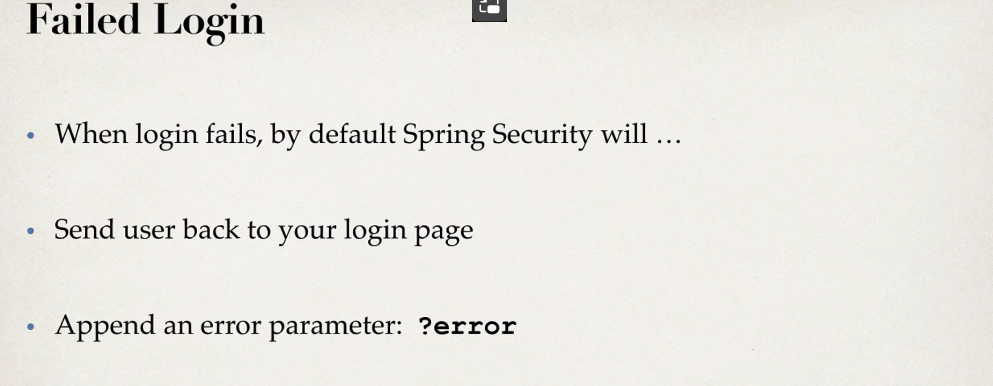 Failed Login
• When login fails, by default Spring Security will …
• Send user back to your login page
• Append an error parameter: ?error